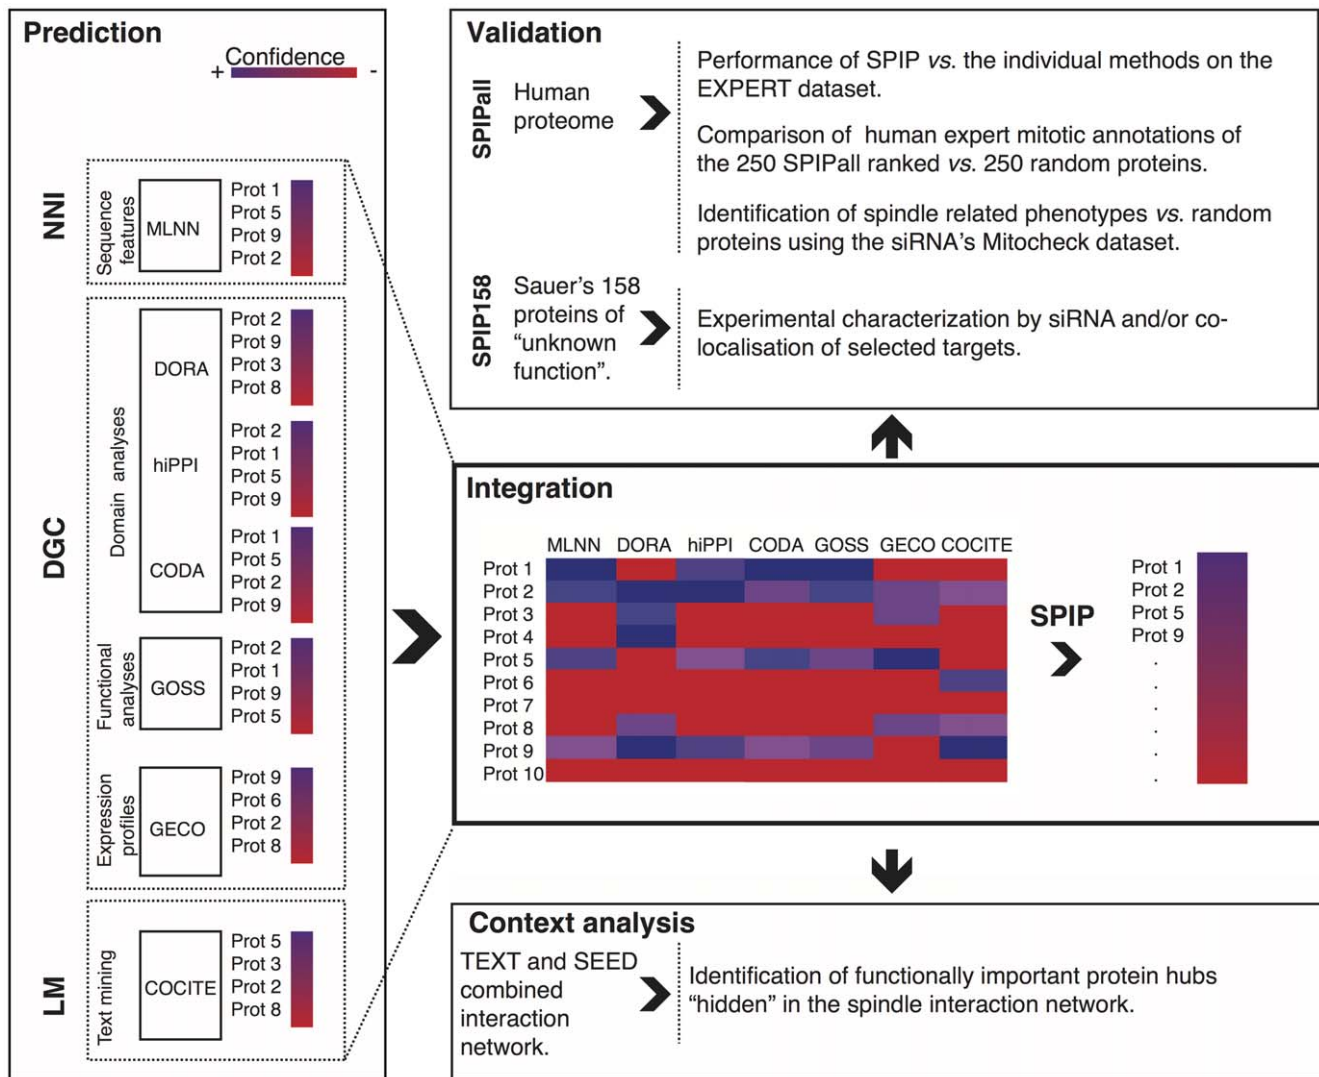 Prediction
Confidence
+ -
NNI
Sequence
features
MLNN
Prot 1
Prot 5
Prot 9
Prot 2
DGC
Domain analyses
DORA
Prot 2
Prot 9
Prot 3
Prot 8
hiPPI
Prot 2
Prot 1
Prot 5
Prot 9
CODA
Prot 1
Prot 5
Prot 2
Prot 9
Functional
analyses
GOSS
Prot 2
Prot 1
Prot 9
Prot 5
Expression
profiles
GECO
Prot 9
Prot 6
Prot 2
Prot 8
LM
Text mining
COCITE
Prot 5
Prot 3
Prot 2
Prot 8
Validation
SPIPall
Human
proteome
Performance of SPIP vs. the individual methods on the
EXPERT dataset.
Comparison of human expert mitotic annotations of
the 250 SPIPall ranked vs. 250 random proteins.
Identification of spindle related phenotypes vs. random
proteins using the siRNA's Mitocheck dataset.
SPIP158
Sauer's 158
proteins of
“unknown
function”.
Experimental characterization by siRNA and/or co-
localisation of selected targets.
Integration
MLNN DORA hiPPI CODA GOSS GECO COCITE
Prot 1
Prot 2
Prot 3
Prot 4
Prot 5
Prot 6
Prot 7
Prot 8
Prot 9
Prot 10
SPIP
Prot 1
Prot 2
Prot 5
Prot 9
.
.
.
.
.
.
Context analysis
TEXT and SEED
combined
interaction
network.
Identification of functionally important protein hubs
“hidden” in the spindle interaction network.